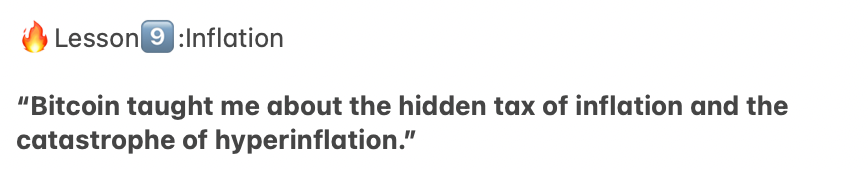 🔥Lesson9️⃣:Inflation
“Bitcoin taught me about the hidden tax of inflation and the
catastrophe of hyperinflation.”